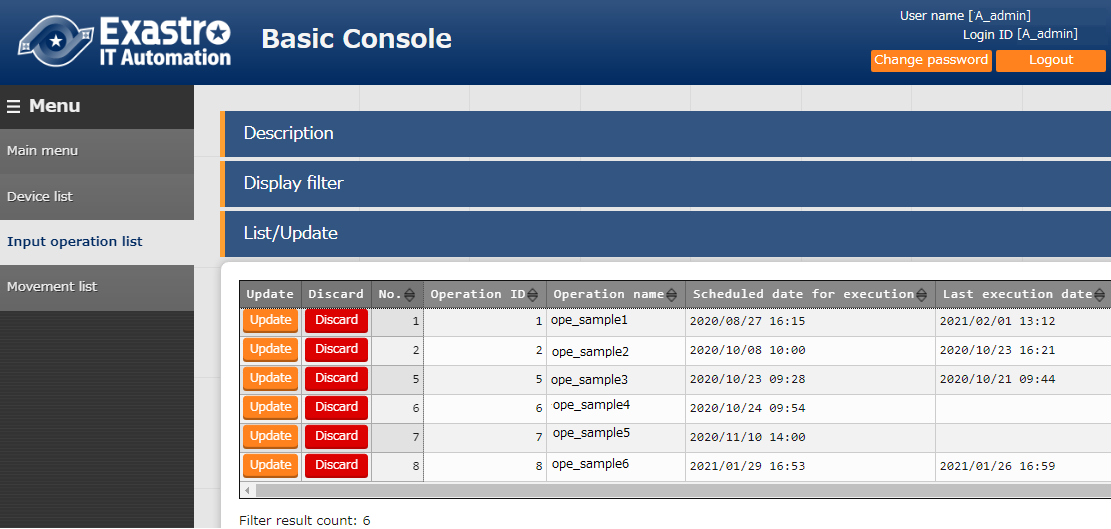 Exastro
IT Automation
Basic Console
User name [A_admin]
Login ID [A_admin]
Change password Logout
Menu
Main menu
Device list
Input operation list
Movement list
Description
Display filter
List/Update
Update Discard No. Operation ID Operation name Scheduled date for execution Last execution date
Update Discard 1 1 ope_sample1 2020/08/27 16:15 2021/02/01 13:12
Update Discard 2 2 ope_sample2 2020/10/08 10:00 2020/10/23 16:21
Update Discard 5 5 ope_sample3 2020/10/23 09:28 2020/10/21 09:44
Update Discard 6 6 ope_sample4 2020/10/24 09:54
Update Discard 7 7 ope_sample5 2020/11/10 14:00
Update Discard 8 8 ope_sample6 2021/01/29 16:53 2021/01/26 16:59
Filter result count: 6